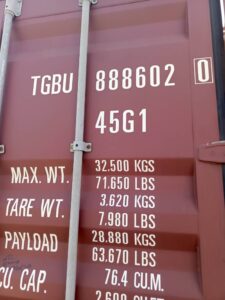 TGBU 888602 0
45G1
MAX. WT. 32.500 KGS
71.650 LBS
TARE WT. 3.620 KGS
7.980 LBS
PAYLOAD 28.880 KGS
63.670 LBS
CU. CAP. 76.4 CU.M.